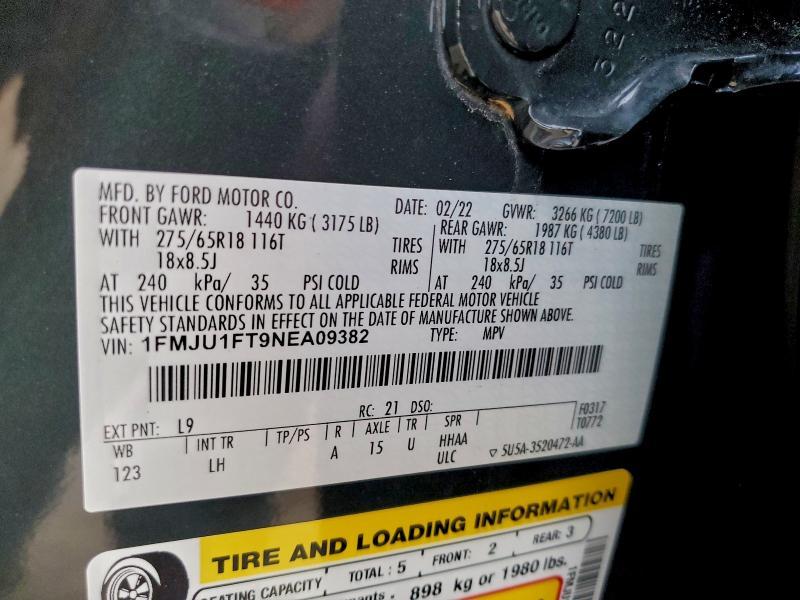 322
MFD. BY FORD MOTOR CO. DATE: 02/22 GVWR: 3266 KG ( 7200 LB)
FRONT GAWR: 1440 KG ( 3175 LB) REAR GAWR: 1987 KG ( 4380 LB)
WITH 275/65R18 116T TIRES WITH 275/65R18 116T TIRES
18x8.5J RIMS 18x8.5J RIMS
AT 240 kPa/ 35 PSI COLD AT 240 kPa/ 35 PSI COLD
THIS VEHICLE CONFORMS TO ALL APPLICABLE FEDERAL MOTOR VEHICLE
SAFETY STANDARDS IN EFFECT ON THE DATE OF MANUFACTURE SHOWN ABOVE.
VIN: 1FMJU1FT9NEA09382 TYPE: MPV
F0317
T0772
EXT PNT: L9 RC: 21 DSO:
WB INT TR TP/PS R AXLE TR SPR
123 LH A 15 U HHAA
ULC
5U5A-3520472-AA
TIRE AND LOADING INFORMATION
SEATING CAPACITY TOTAL : 5 FRONT: 2 REAR: 3
898 kg or 1980 lbs.